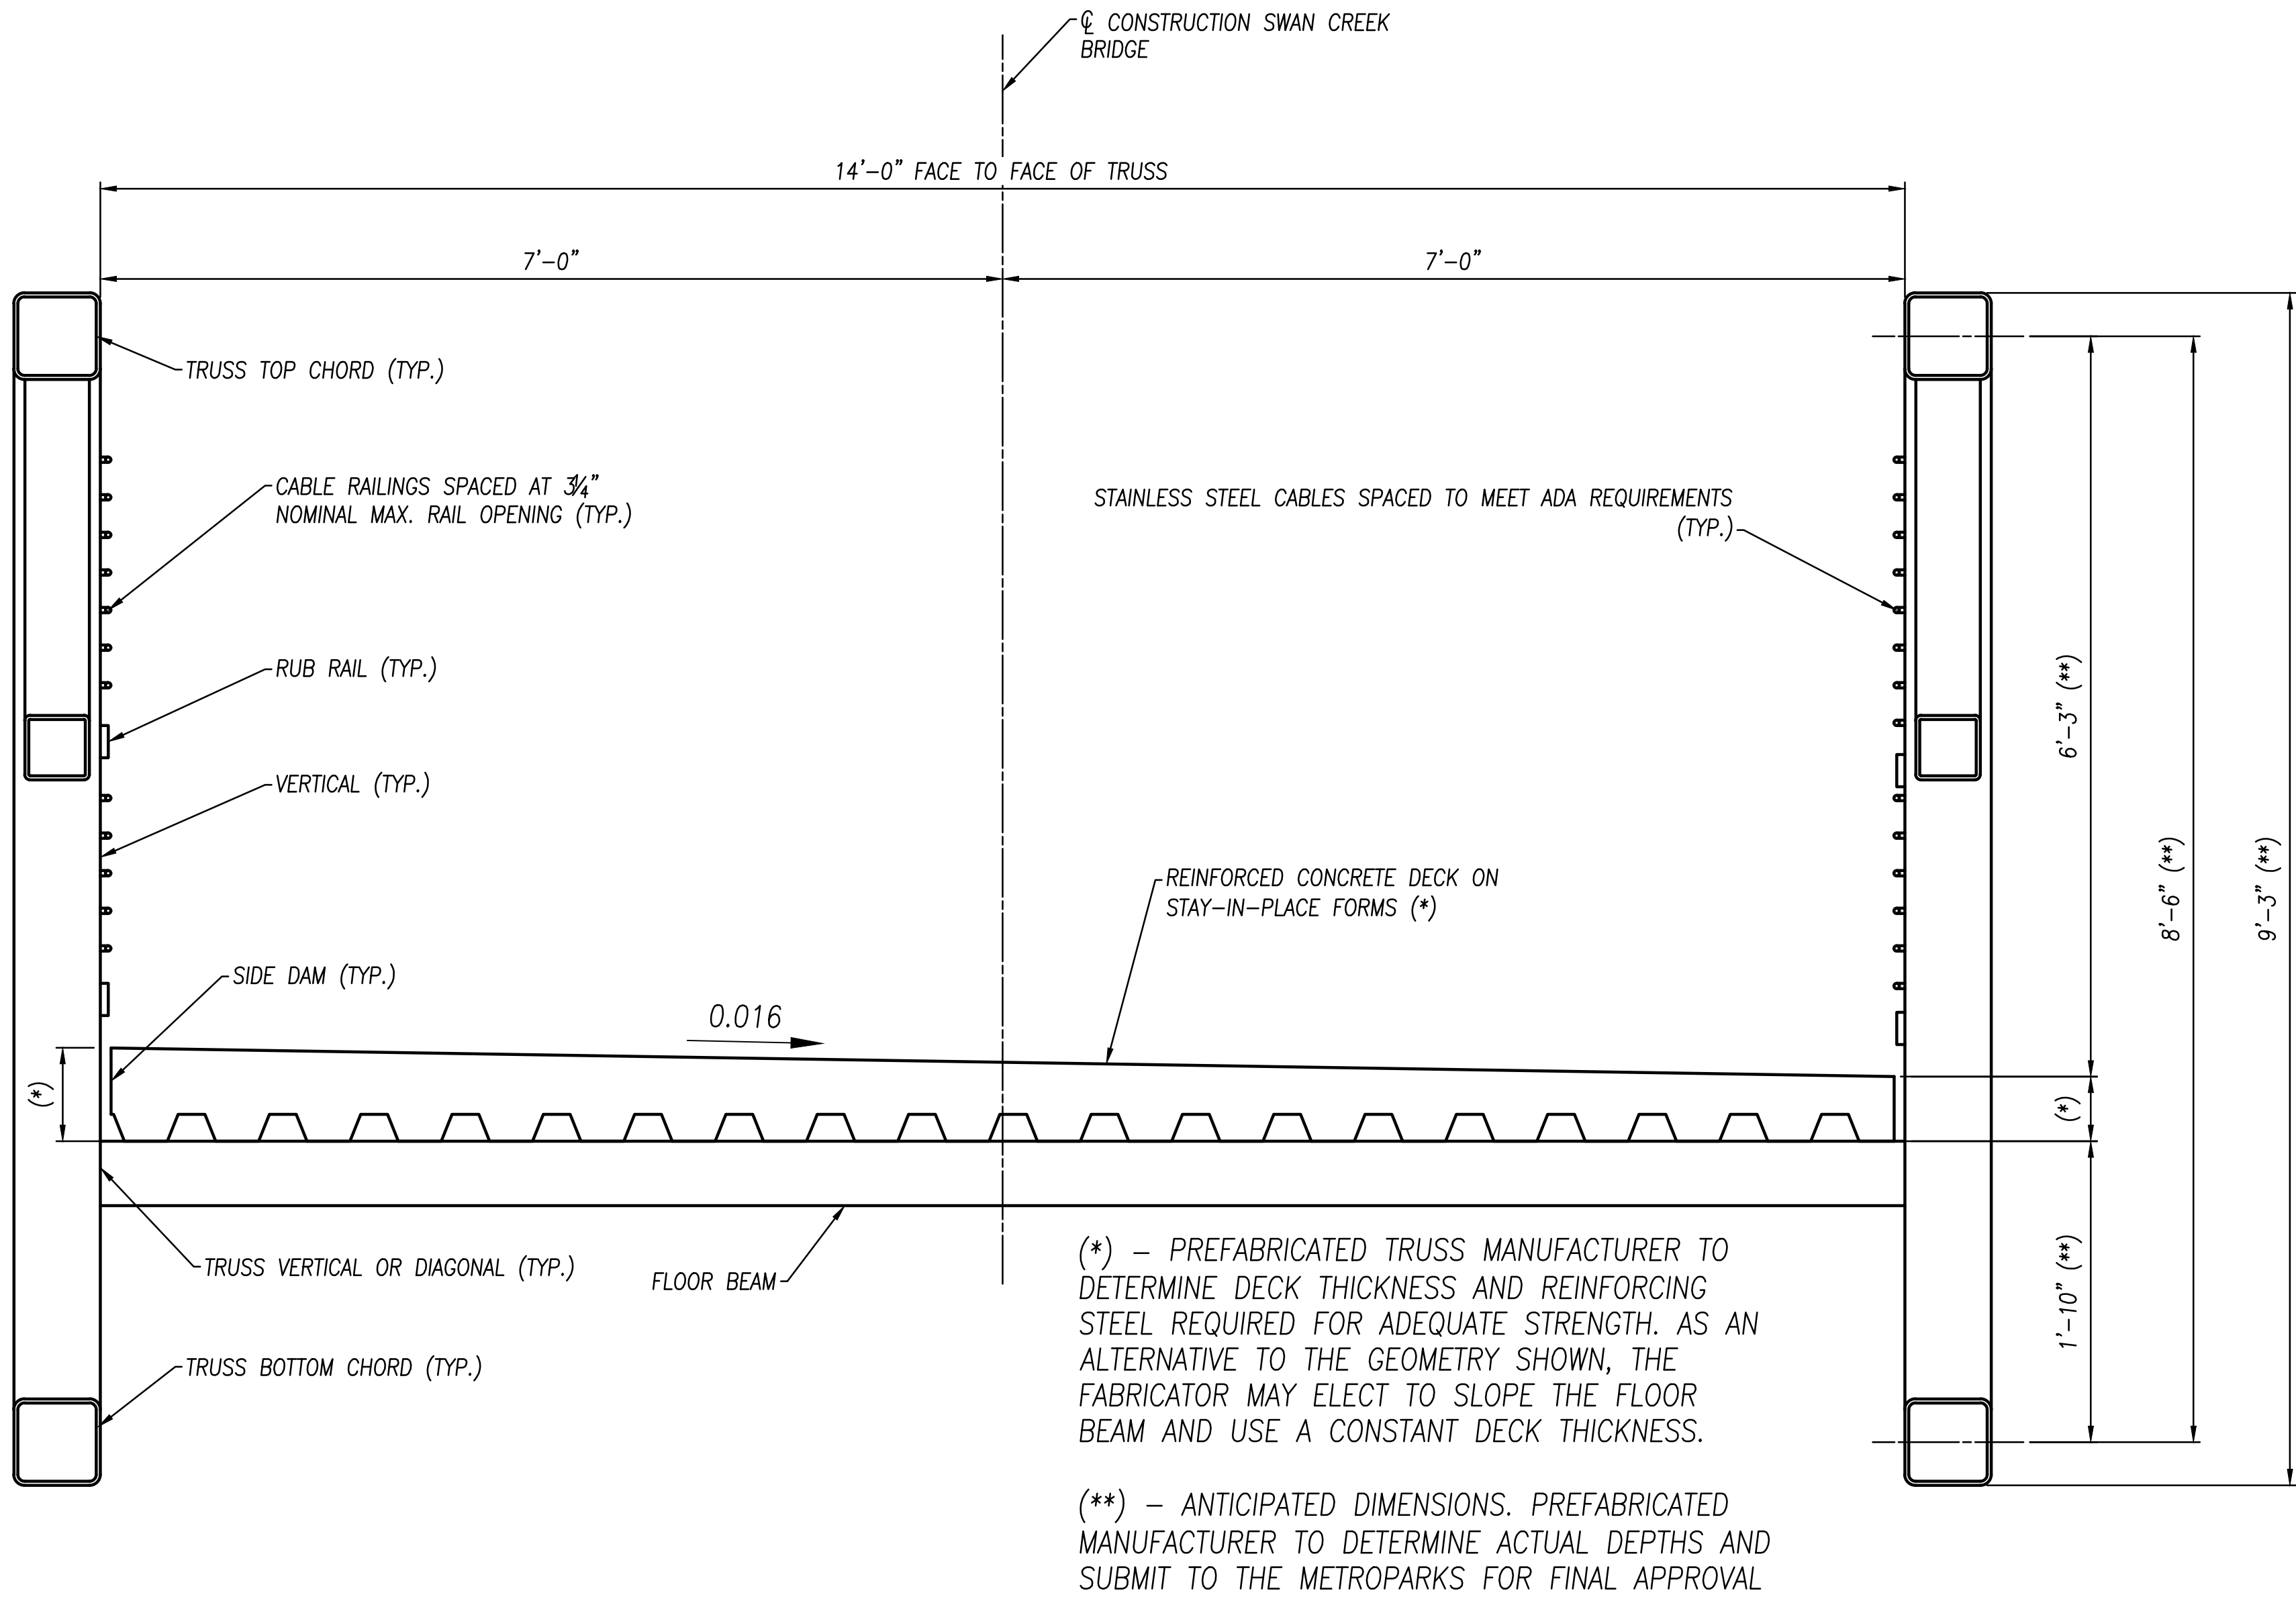 ℄ CONSTRUCTION SWAN CREEK
BRIDGE
14'-0" FACE TO FACE OF TRUSS
7'-0"
7'-0"
TRUSS TOP CHORD (TYP.)
CABLE RAILINGS SPACED AT 3¼"
NOMINAL MAX. RAIL OPENING (TYP.)
STAINLESS STEEL CABLES SPACED TO MEET ADA REQUIREMENTS
(TYP.)
RUB RAIL (TYP.)
6'-3" (**)
VERTICAL (TYP.)
8'-6" (**)
9'-3" (**)
REINFORCED CONCRETE DECK ON
STAY-IN-PLACE FORMS (*)
SIDE DAM (TYP.)
0.016
(*)
(*)
TRUSS VERTICAL OR DIAGONAL (TYP.)
FLOOR BEAM
1'-10" (**)
TRUSS BOTTOM CHORD (TYP.)
(*) - PREFABRICATED TRUSS MANUFACTURER TO
DETERMINE DECK THICKNESS AND REINFORCING
STEEL REQUIRED FOR ADEQUATE STRENGTH. AS AN
ALTERNATIVE TO THE GEOMETRY SHOWN, THE
FABRICATOR MAY ELECT TO SLOPE THE FLOOR
BEAM AND USE A CONSTANT DECK THICKNESS.
(**) - ANTICIPATED DIMENSIONS. PREFABRICATED
MANUFACTURER TO DETERMINE ACTUAL DEPTHS AND
SUBMIT TO THE METROPARKS FOR FINAL APPROVAL